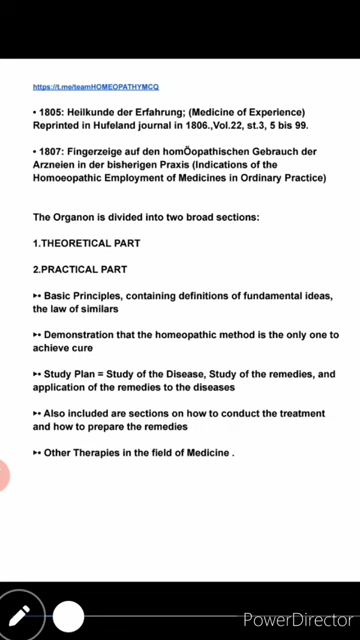 https://t.me/teamHOMEOPATHYMCQ
• 1805: Heilkunde der Erfahrung; (Medicine of Experience)
Reprinted in Hufeland journal in 1806.,Vol.22, st.3, 5 bis 99.
• 1807: Fingerzeige auf den homÖopathischen Gebrauch der
Arzneien in der bisherigen Praxis (Indications of the
Homoeopathic Employment of Medicines in Ordinary Practice)
The Organon is divided into two broad sections:
1.THEORETICAL PART
2.PRACTICAL PART
➤• Basic Principles, containing definitions of fundamental ideas,
the law of similars
➤• Demonstration that the homeopathic method is the only one to
achieve cure
➤• Study Plan = Study of the Disease, Study of the remedies, and
application of the remedies to the diseases
➤• Also included are sections on how to conduct the treatment
and how to prepare the remedies
➤• Other Therapies in the field of Medicine .
PowerDirector